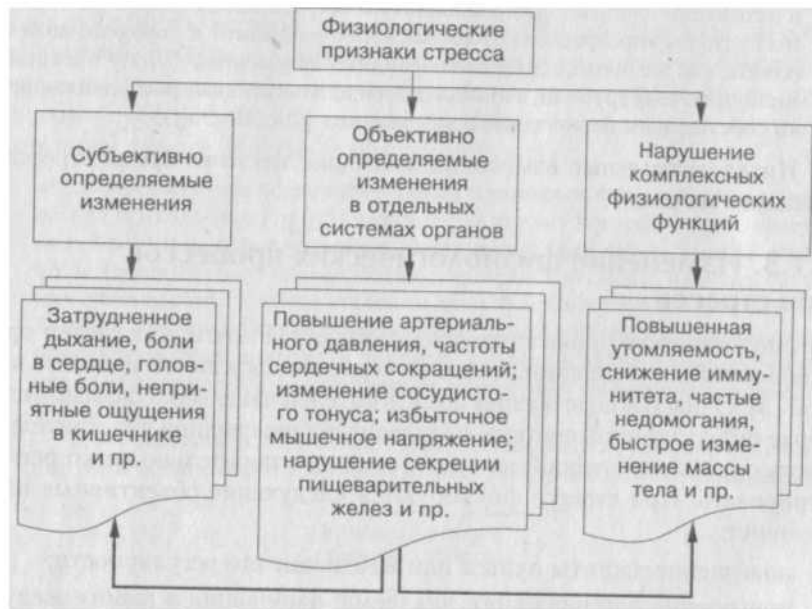 Физиологические
признаки стресса
Субъективно
определяемые
изменения
Объективно
определяемые
изменения
в отдельных
системах органов
Нарушение
комплексных
физиологических
функций
Затрудненное
дыхание, боли
в сердце, голов-
ные боли, непри-
ятные ощущения
в кишечнике
и пр.
Повышение артериаль-
ного давления, частоты
сердечных сокращений;
изменение сосудисто-
го тонуса; избыточное
мышечное напряжение;
нарушение секреции
пищеварительных
желез и пр.
Повышенная
утомляемость,
снижение имму-
нитета, частые
недомогания,
быстрое изме-
нение массы
тела и пр.